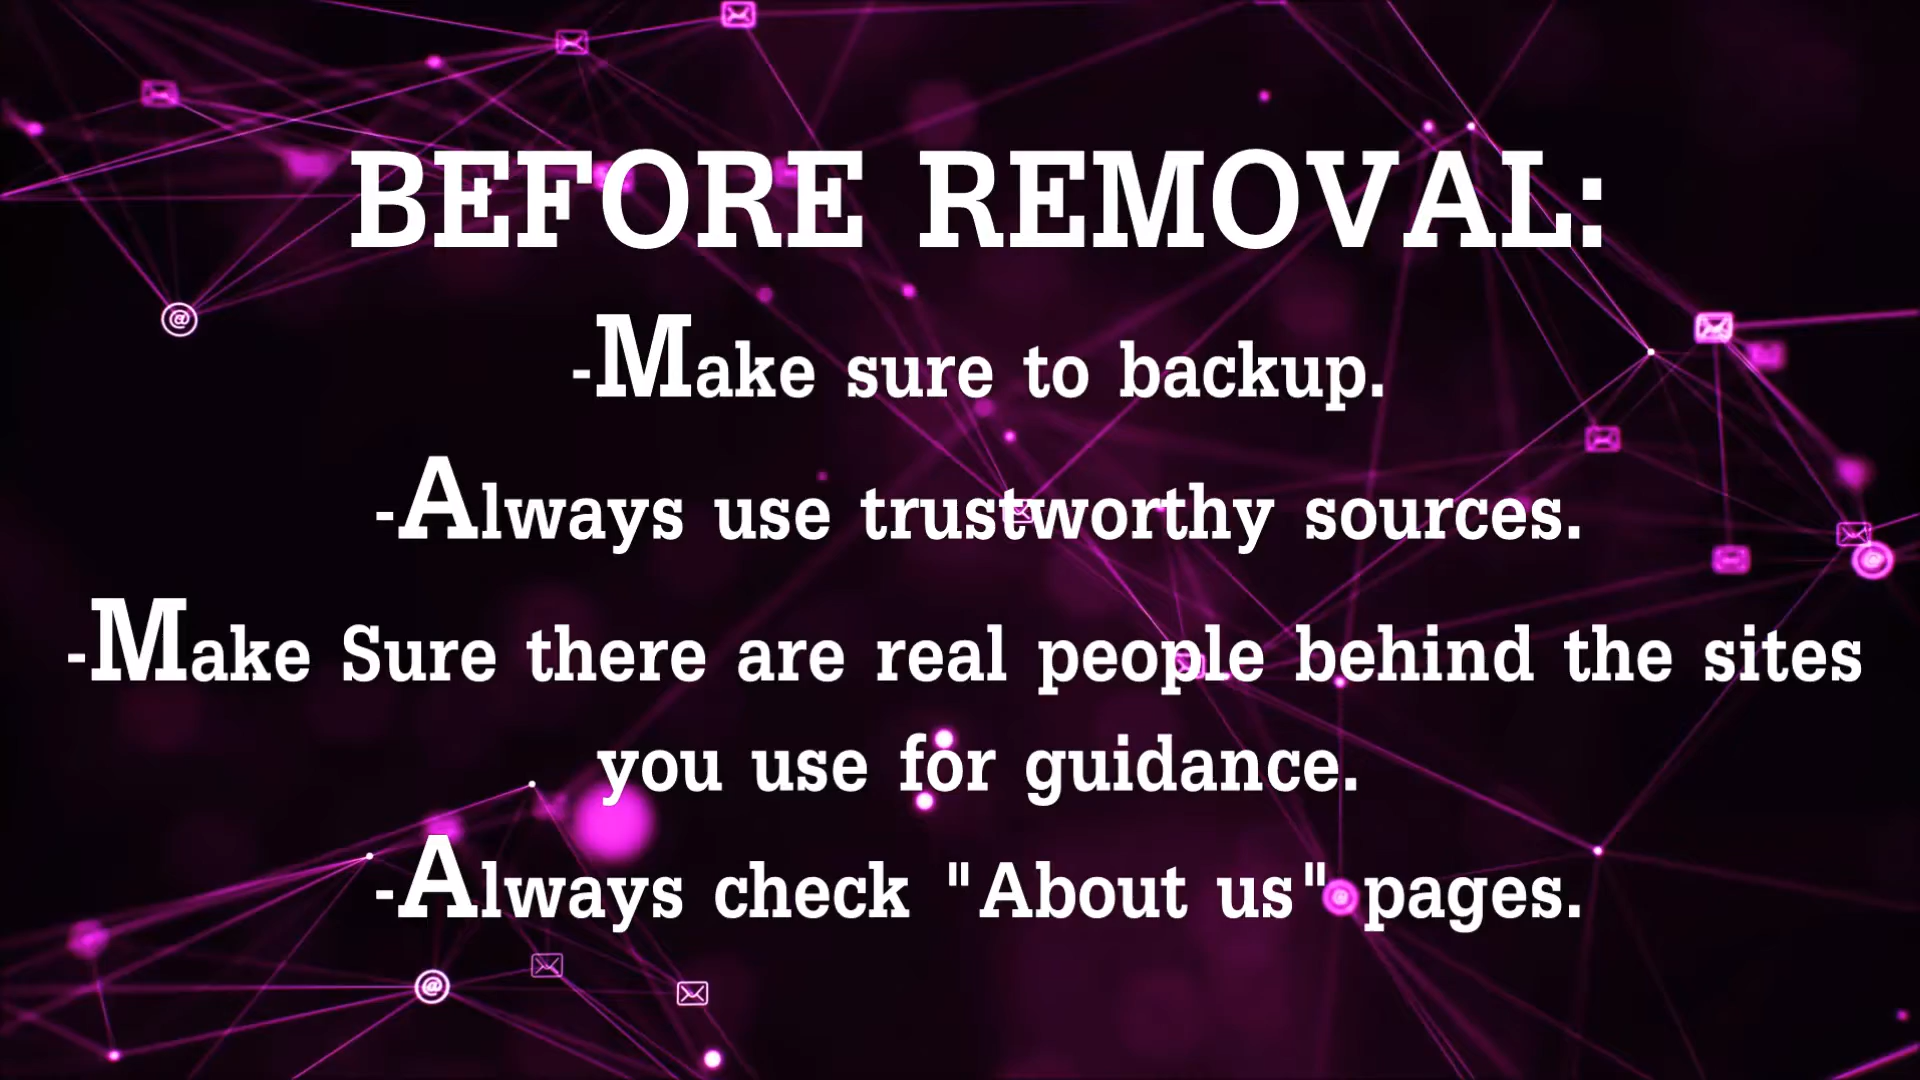 BEFORE REMOVAL:
-Make sure to backup.
-Always use trustworthy sources.
-Make Sure there are real people behind the sites
you use for guidance.
-Always check "About us" pages.